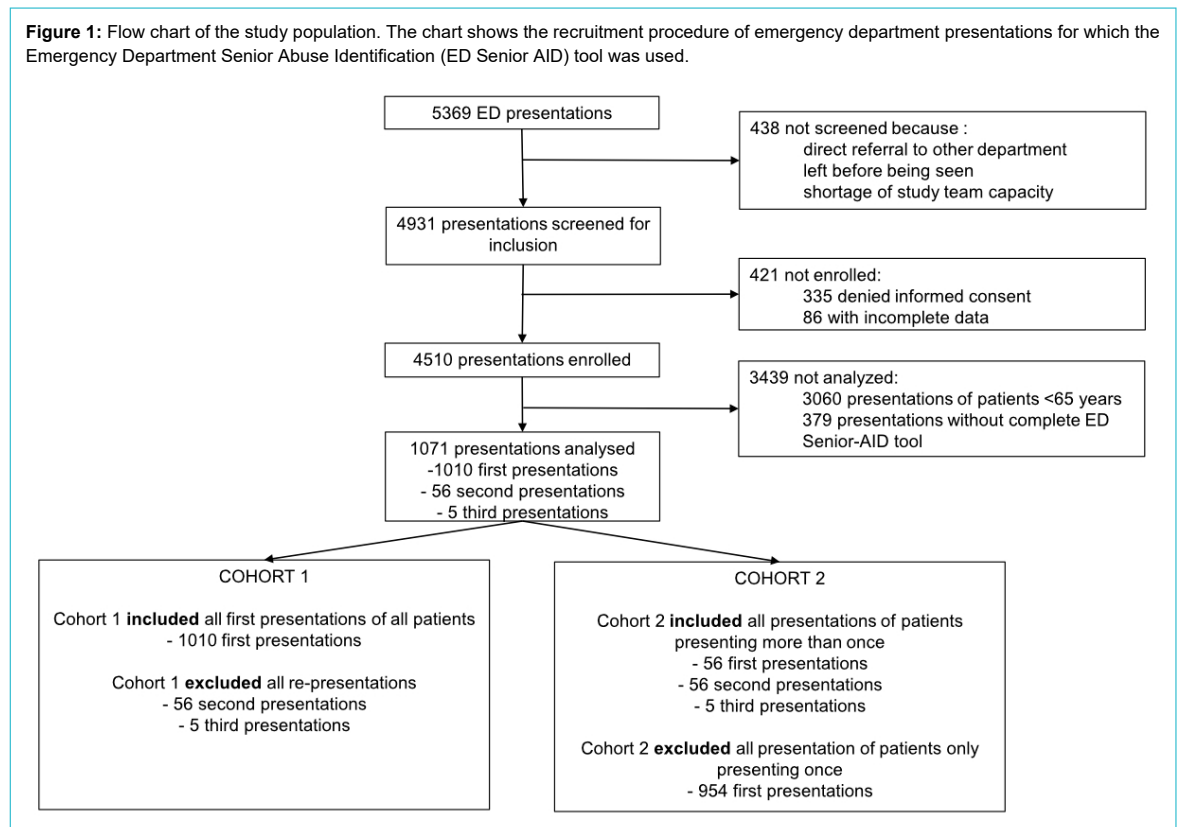 Figure 1: Flow chart of the study population. The chart shows the recruitment procedure of emergency department presentations for which the
Emergency Department Senior Abuse Identification (ED Senior AID) tool was used.
5369 ED presentations
438 not screened because :
direct referral to other department
left before being seen
shortage of study team capacity
4931 presentations screened for
inclusion
421 not enrolled:
335 denied informed consent
86 with incomplete data
4510 presentations enrolled
3439 not analyzed:
3060 presentations of patients <65 years
379 presentations without complete ED
Senior-AID tool
1071 presentations analysed
-1010 first presentations
- 56 second presentations
- 5 third presentations
COHORT 1
Cohort 1 included all first presentations of all patients
- 1010 first presentations
Cohort 1 excluded all re-presentations
- 56 second presentations
- 5 third presentations
COHORT 2
Cohort 2 included all presentations of patients
presenting more than once
- 56 first presentations
- 56 second presentations
- 5 third presentations
Cohort 2 excluded all presentation of patients only
presenting once
- 954 first presentations